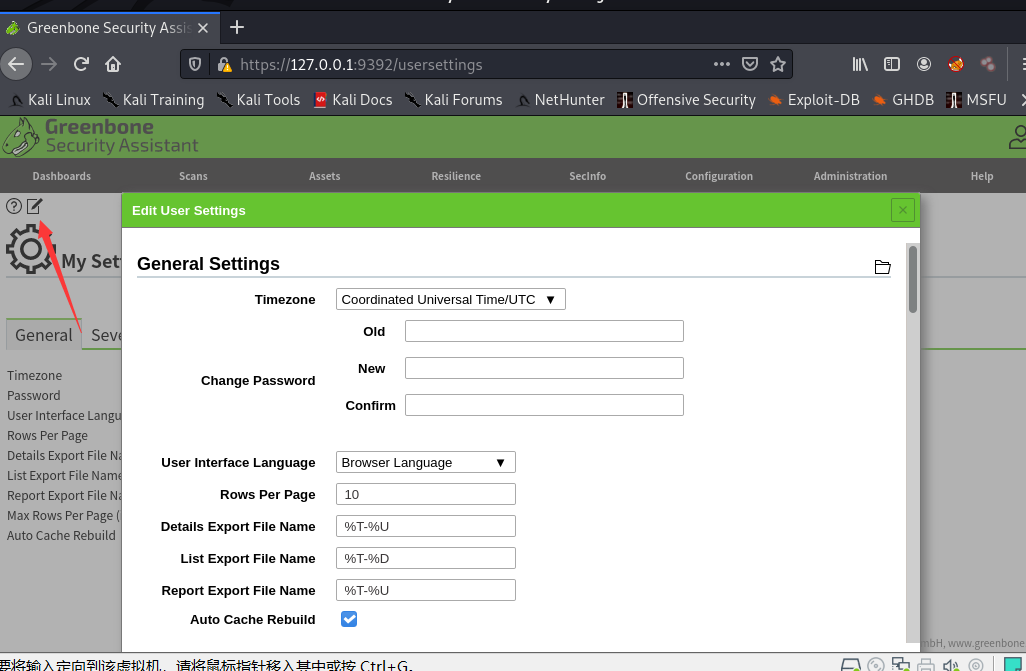 Greenbone Security Assis
https://127.0.0.1:9392/usersettings
Kali Linux Kali Training Kali Tools Kali Docs Kali Forums NetHunter Offensive Security Exploit-DB GHDB MSFU
Greenbone
Security Assistant
Dashboards Scans Assets Resilience SecInfo Configuration Administration Help
Edit User Settings
My Set
General Settings
Timezone Coordinated Universal Time/UTC
Old
Change Password
New
Confirm
General Seve
Timezone
Password
User Interface Langu
Rows Per Page
Details Export File Na
List Export File Name
Report Export File Na
Max Rows Per Page (
Auto Cache Rebuild
User Interface Language Browser Language
Rows Per Page 10
Details Export File Name %T-%U
List Export File Name %T-%D
Report Export File Name %T-%U
Auto Cache Rebuild
mbH, www.greenbone
要将输入定向到该虚拟机，请将鼠标指针移入其中或按 Ctrl+G。